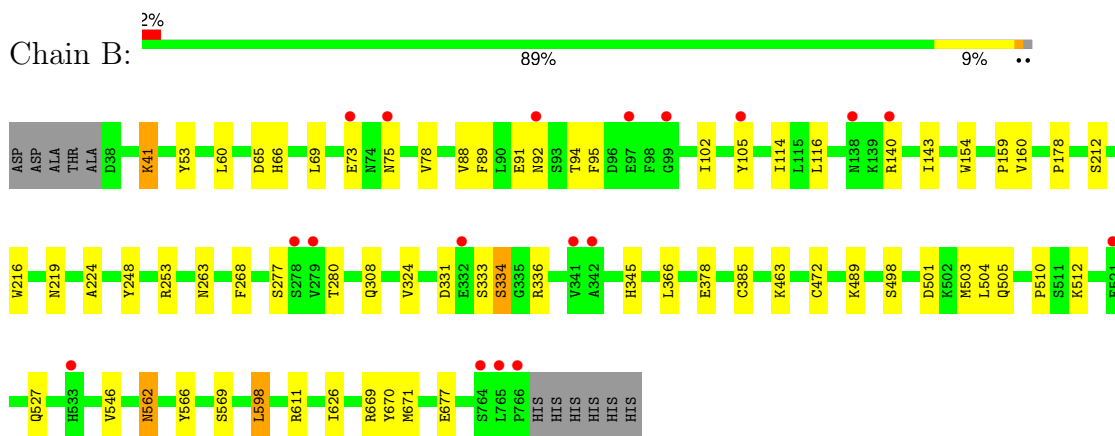 2%
Chain B:
89% 9% ••
ASP ASP ALA THR ALA D38 K41 Y53 L60 D65 H66 L69 E73 N74 N75 V78 V88 F89 L90 E91 N92 S93 T94 F95 D96 E97 F98 G99 I102 Y105 I114 L115 L116 N138 K139 R140 I143 W154 P159 V160 P178 S212
W216 N219 A224 Y248 R253 N263 F268 S277 S278 V279 T280 Q308 V324 D331 E332 S333 S334 G335 R336 V341 A342 H345 L366 E378 C385 K463 C472 K489 S498 D501 K502 M503 L504 Q505 P510 S511 K512
Q527 H533 V546 N562 Y566 S569 L598 R611 I626 R669 Y670 M671 E677 S764 L765 P766 HIS HIS HIS HIS HIS HIS